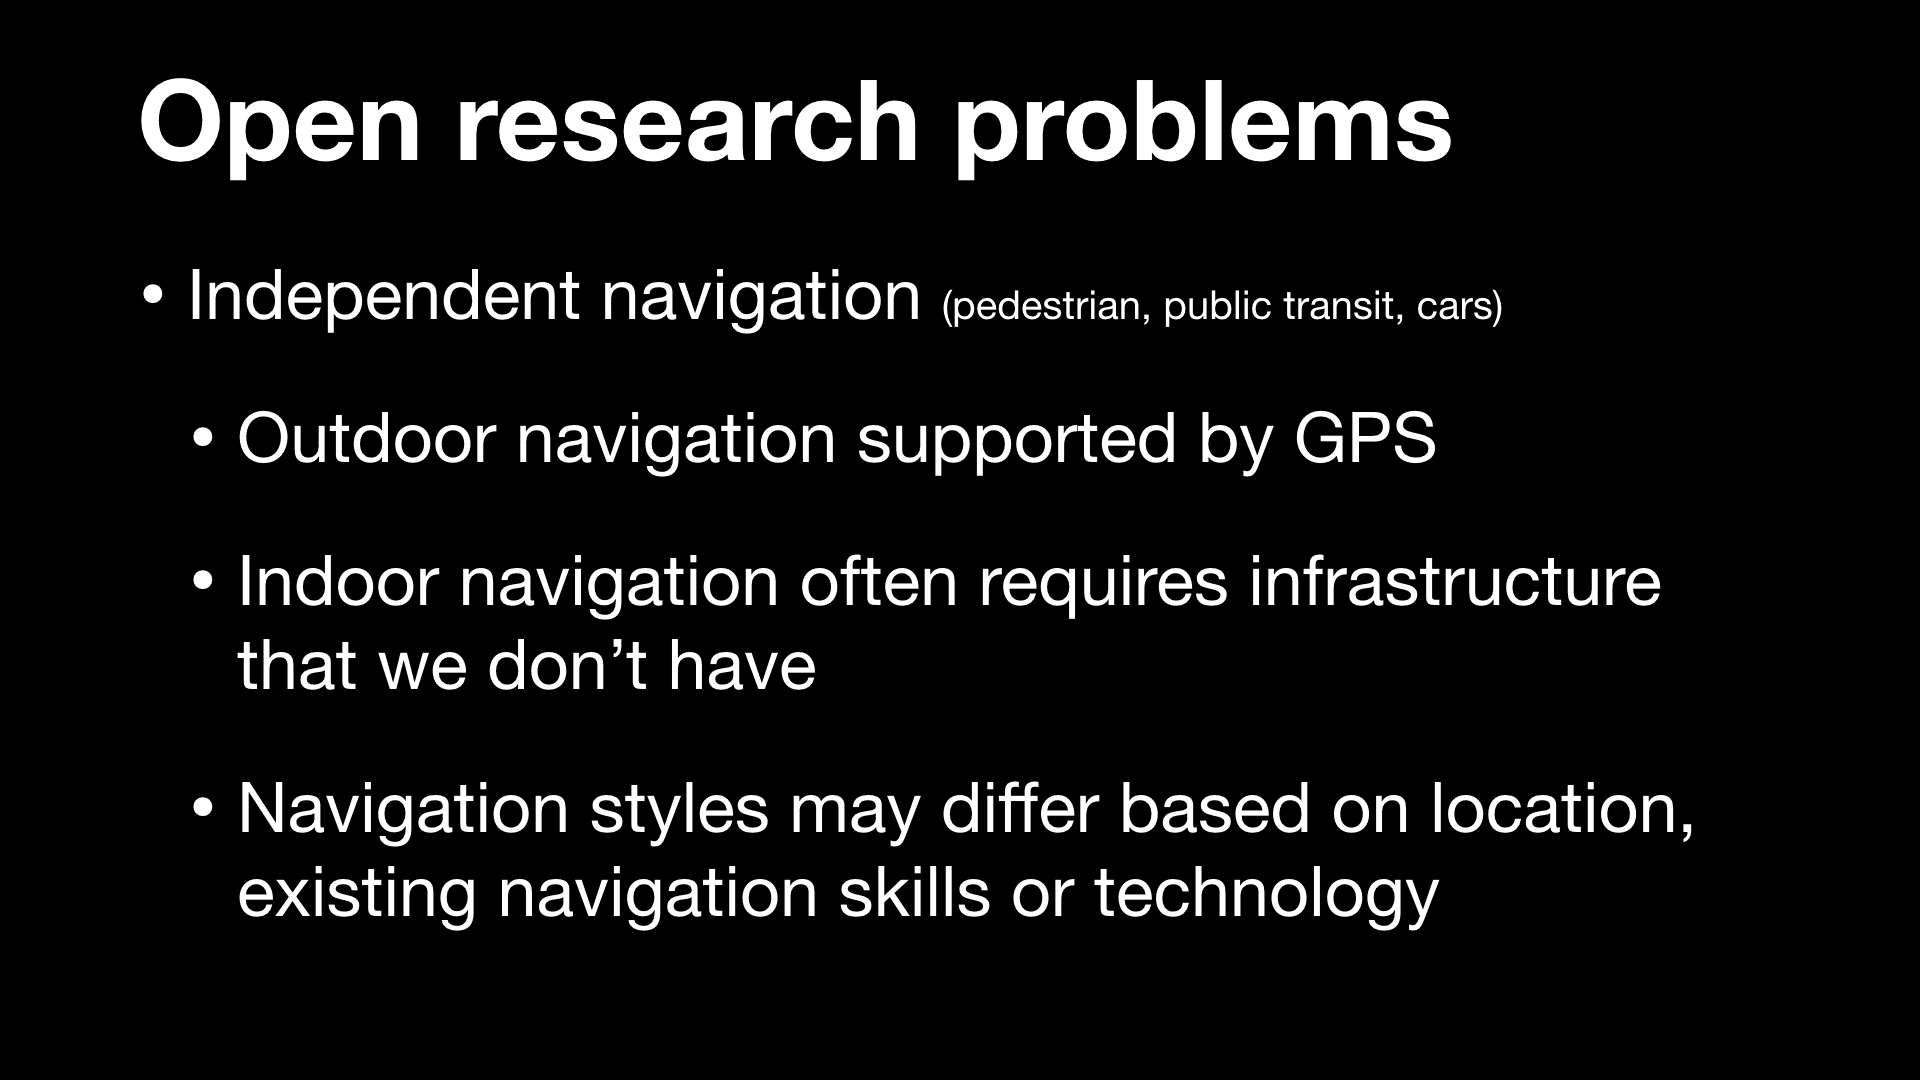 Open research problems
• Independent navigation (pedestrian, public transit, cars)
• Outdoor navigation supported by GPS
• Indoor navigation often requires infrastructure
that we don’t have
• Navigation styles may differ based on location,
existing navigation skills or technology